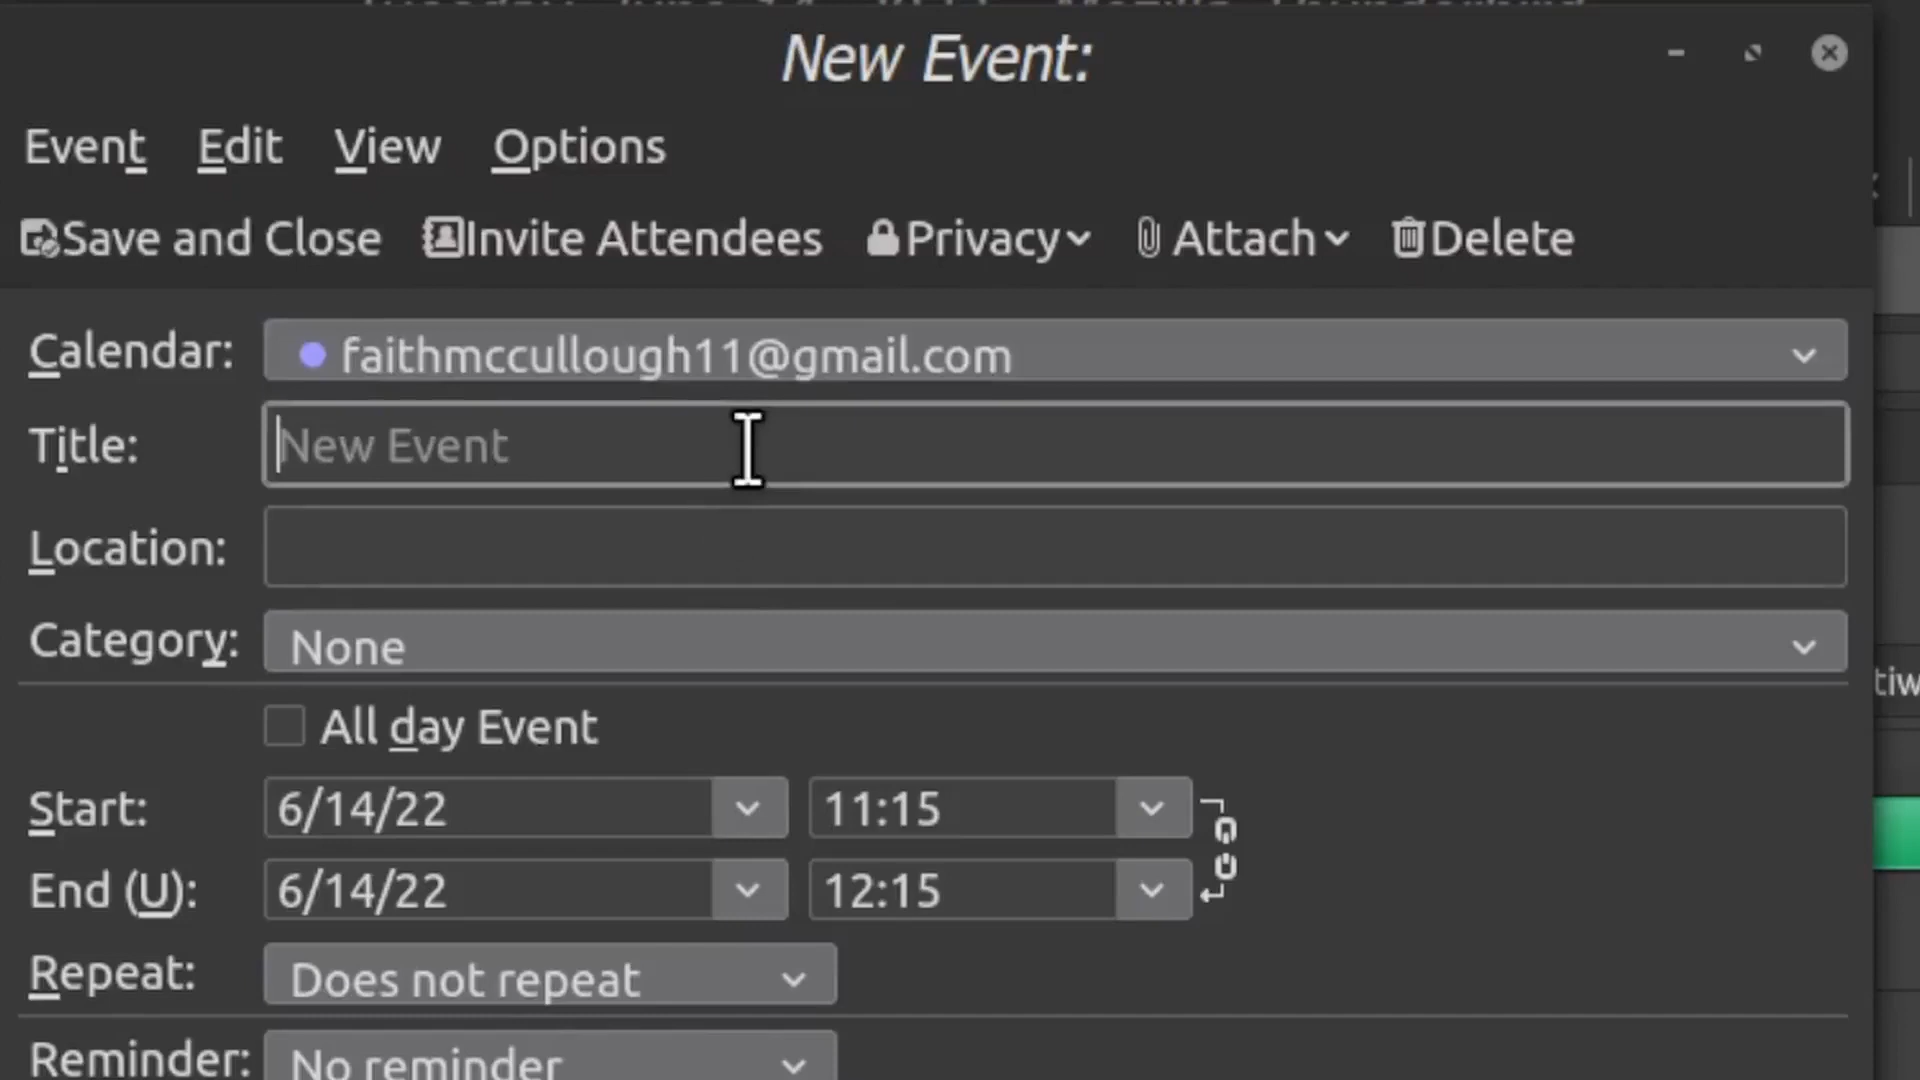 New Event:
Event Edit View Options
Save and Close Invite Attendees Privacy Attach Delete
Calendar: faithmccullough11@gmail.com
Title: New Event
Location:
Category: None
All day Event
Start: 6/14/22 11:15
End (U): 6/14/22 12:15
Repeat: Does not repeat
Reminder: No reminder